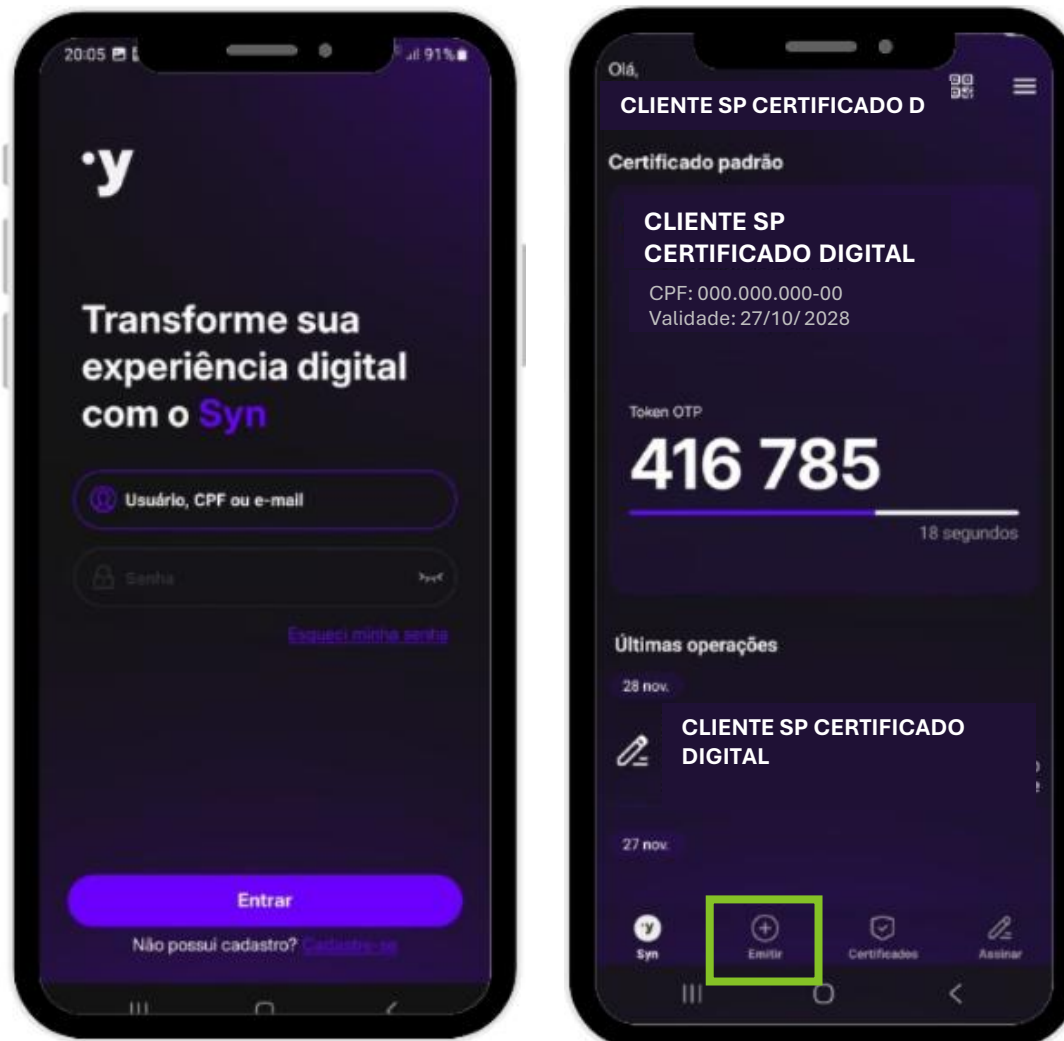 20:05
91%
·y
Transforme sua
experiência digital
com o Syn
Usuário, CPF ou e-mail
Senha
Esqueci minha senha
Entrar
Não possui cadastro? Cadastre-se
Olá,
CLIENTE SP CERTIFICADO D
Certificado padrão
CLIENTE SP
CERTIFICADO DIGITAL
CPF: 000.000.000-00
Validade: 27/10/ 2028
Token OTP
416 785
18 segundos
Últimas operações
28 nov.
CLIENTE SP CERTIFICADO
DIGITAL
27 nov.
Syn Emitir Certificados Assinar